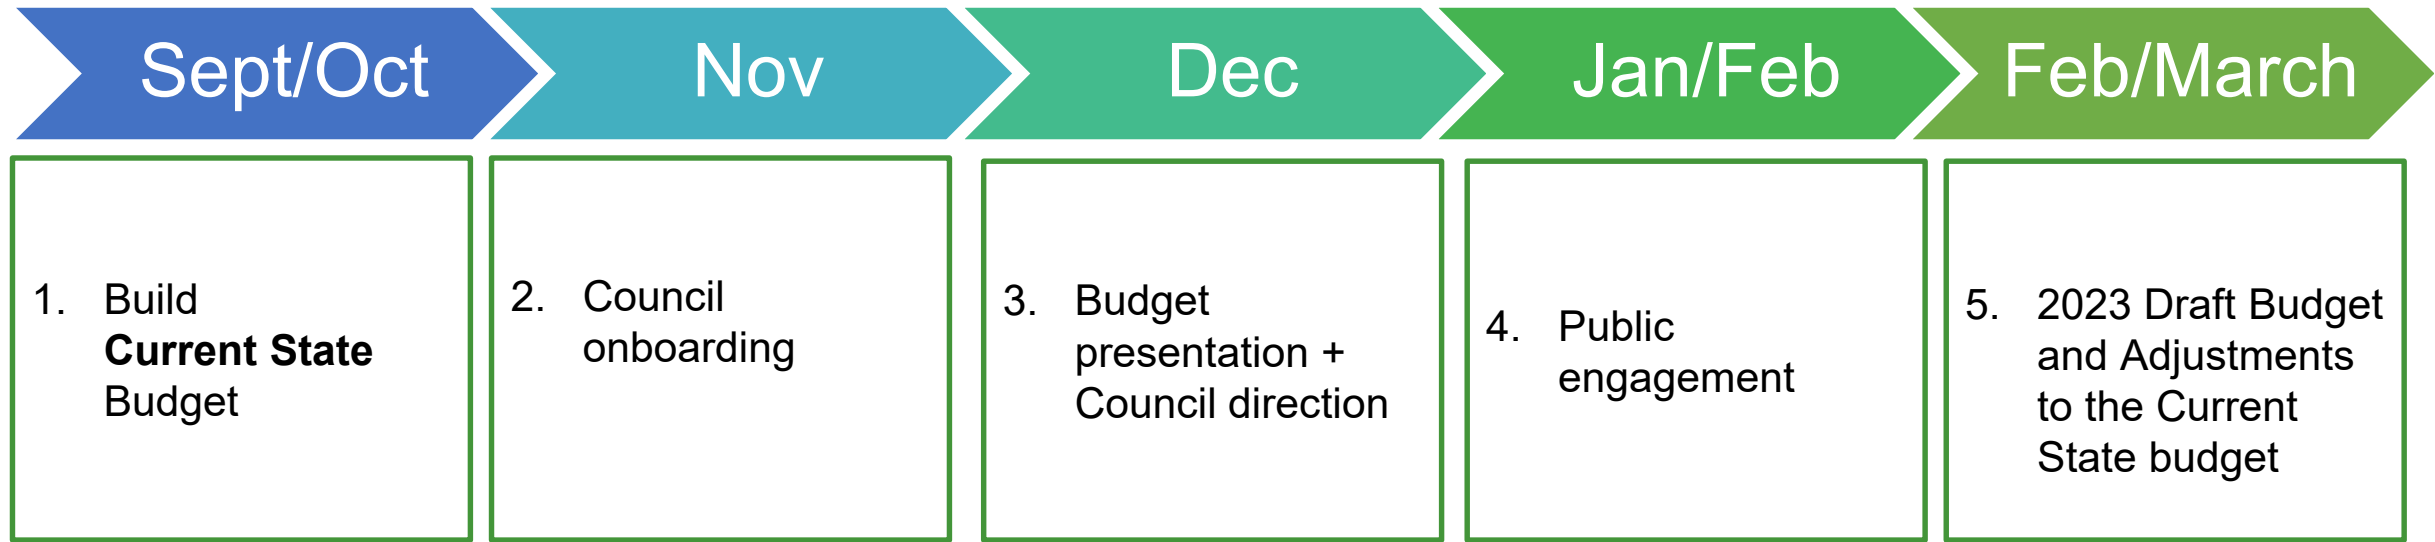 Sept/Oct
Nov
Dec
Jan/Feb
Feb/March
1. Build
Current State
Budget
2. Council
onboarding
3. Budget
presentation +
Council direction
4. Public
engagement
5. 2023 Draft Budget
and Adjustments
to the Current
State budget